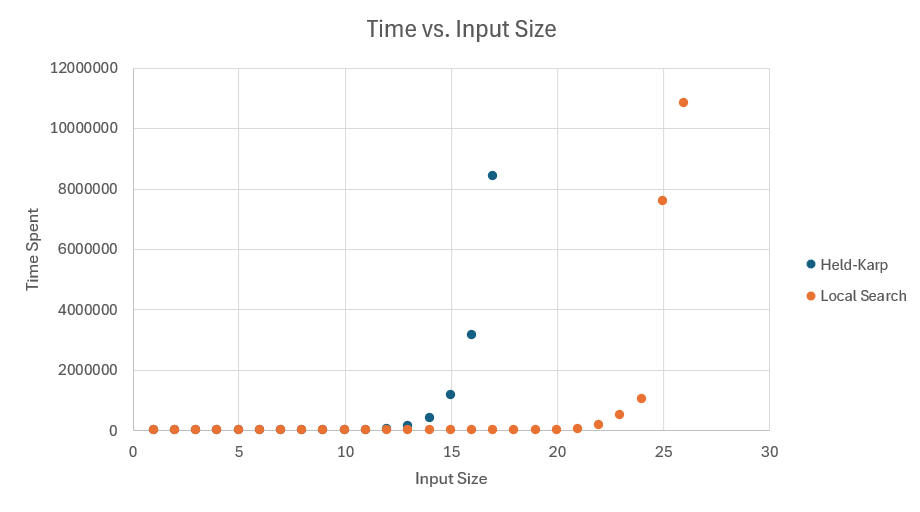 Time vs. Input Size
12000000
10000000
8000000
6000000
4000000
2000000
0
Time Spent
0 5 10 15 20 25 30
Input Size
Held-Karp
Local Search